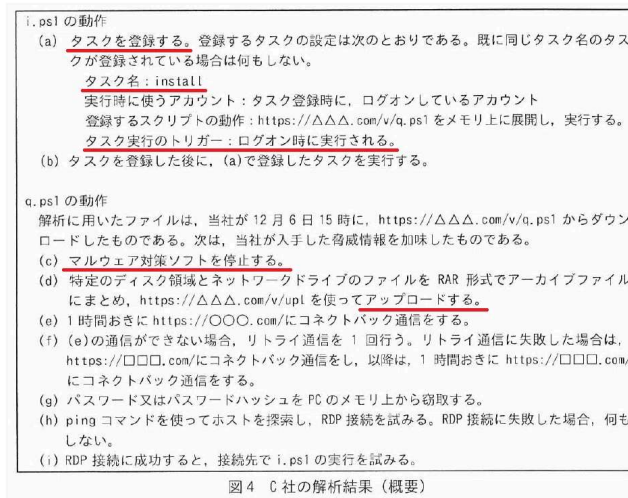 i.ps1 の動作
(a) タスクを登録する。登録するタスクの設定は次のとおりである。既に同じタスク名のタス
クが登録されている場合は何もしない。
タスク名：install
実行時に使うアカウント：タスク登録時に，ログオンしているアカウント
登録するスクリプトの動作：https://△△△.com/v/q.ps1 をメモリ上に展開し，実行する。
タスク実行のトリガー：ログオン時に実行される。
(b) タスクを登録した後に，(a)で登録したタスクを実行する。
q.ps1 の動作
解析に用いたファイルは，当社が 12 月 6 日 15 時に，https://△△△.com/v/q.ps1 からダウン
ロードしたものである。次は，当社が入手した脅威情報を加味したものである。
(c) マルウェア対策ソフトを停止する。
(d) 特定のディスク領域とネットワークドライブのファイルを RAR 形式でアーカイブファイル
にまとめ，https://△△△.com/v/upl を使ってアップロードする。
(e) 1 時間おきに https://〇〇〇.com/にコネクトバック通信をする。
(f) (e)の通信ができない場合，リトライ通信を 1 回行う。リトライ通信に失敗した場合は，
https://□□□.com/にコネクトバック通信をし，以降は，1 時間おきに https://□□□.com/
にコネクトバック通信をする。
(g) パスワード又はパスワードハッシュを PC のメモリ上から窃取する。
(h) ping コマンドを使ってホストを探索し，RDP 接続を試みる。RDP 接続に失敗した場合，何も
しない。
(i) RDP 接続に成功すると，接続先で i.ps1 の実行を試みる。
図 4 C 社の解析結果（概要）